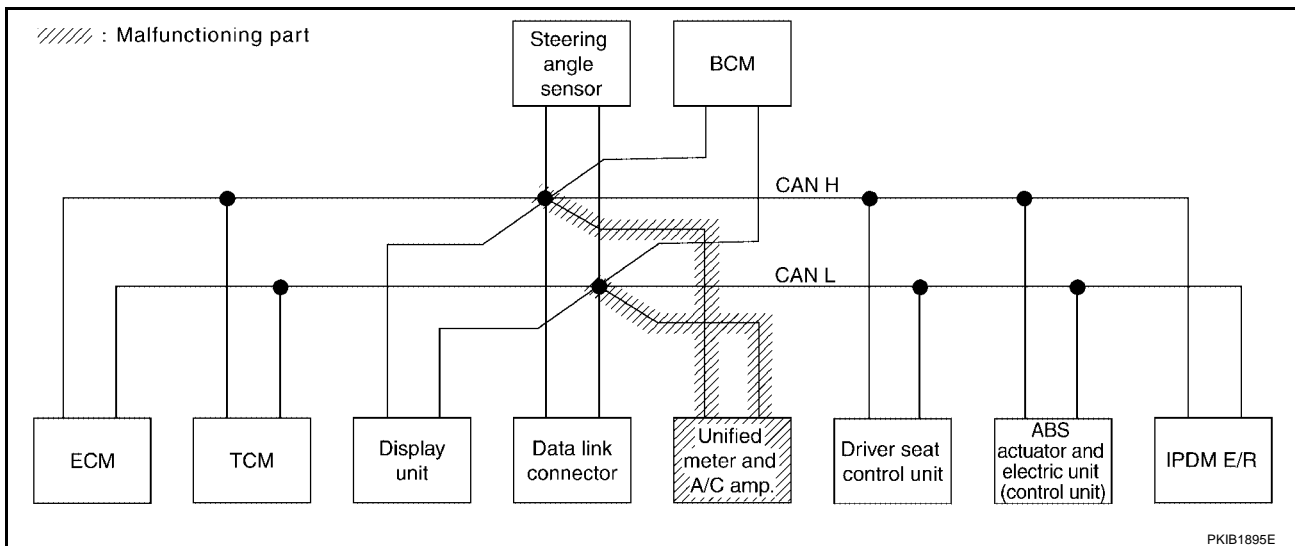 : Malfunctioning part
Steering
angle
sensor
BCM
CAN H
CAN L
ECM
TCM
Display
unit
Data link
connector
Unified
meter and
A/C amp.
Driver seat
control unit
ABS
actuator and
electric unit
(control unit)
IPDM E/R
PKIB1895E